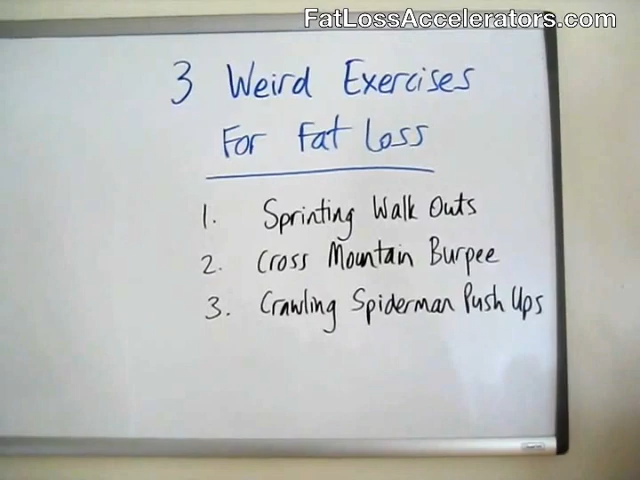 FatLossAccelerators.com
3 Weird Exercises
For Fat Loss
1. Sprinting Walk Outs
2. Cross Mountain Burpee
3. Crawling Spiderman Push Ups